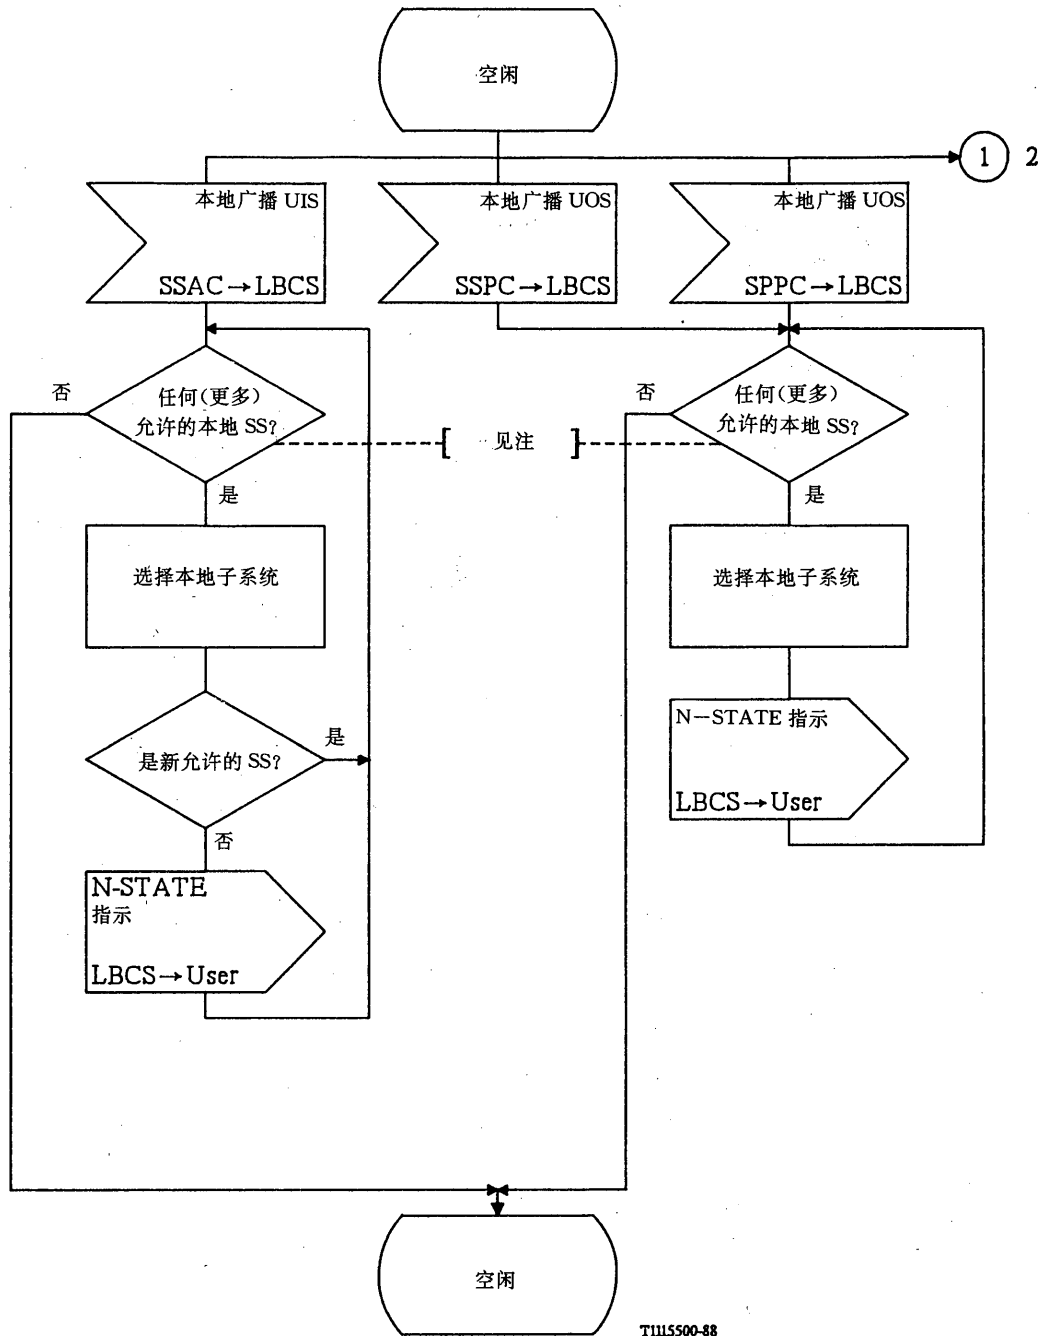 空闲
1 2
本地广播 UIS
SSAC→LBCS
本地广播 UOS
SSPC→LBCS
本地广播 UOS
SPPC→LBCS
否
任何(更多)
允许的本地 SS?
是
[ 见注 ]
否
任何(更多)
允许的本地 SS?
是
选择本地子系统
选择本地子系统
是新允许的 SS?
是
否
N-STATE
指示
LBCS→User
N—STATE 指示
LBCS→User
空闲
T1115500-88